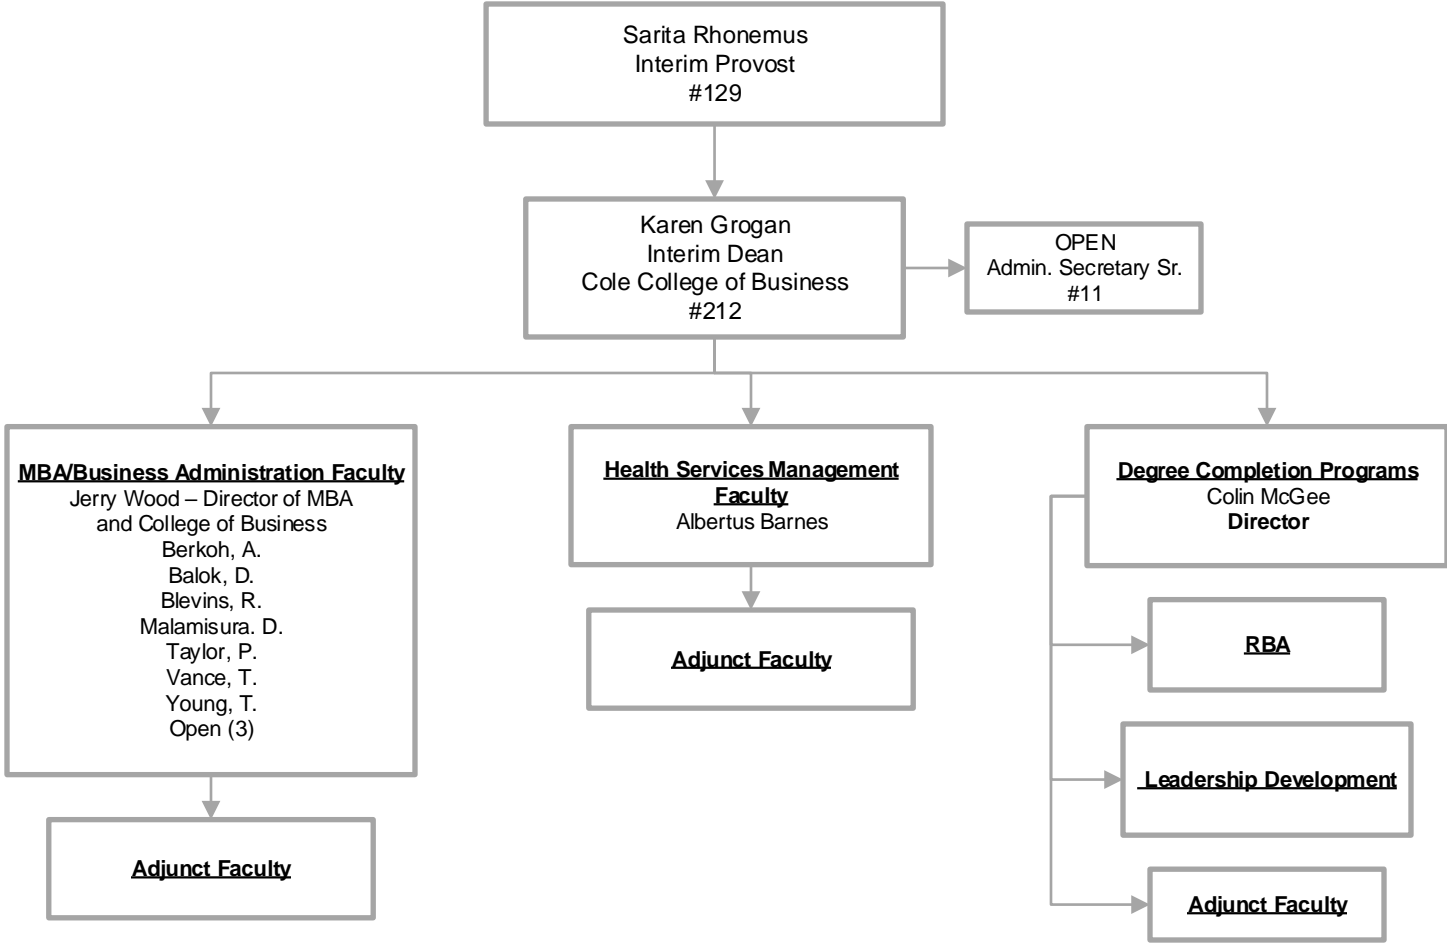 Sarita Rhonemus
Interim Provost
#129
Karen Grogan
Interim Dean
Cole College of Business
#212
OPEN
Admin. Secretary Sr.
#11
MBA/Business Administration Faculty
Jerry Wood – Director of MBA
and College of Business
Berkoh, A.
Balok, D.
Blevins, R.
Malamisura. D.
Taylor, P.
Vance, T.
Young, T.
Open (3)
Adjunct Faculty
Health Services Management
Faculty
Albertus Barnes
Adjunct Faculty
Degree Completion Programs
Colin McGee
Director
RBA
Leadership Development
Adjunct Faculty